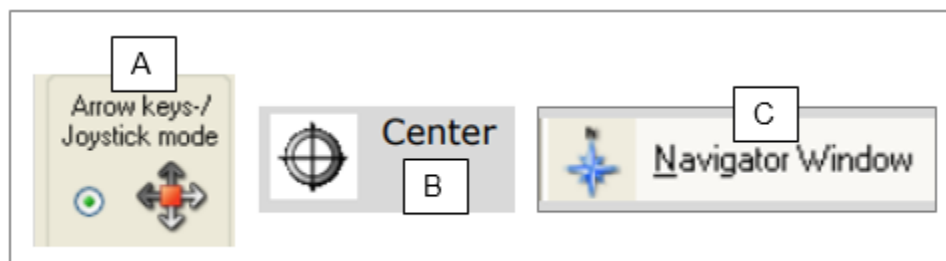 A
Arrow keys-/
Joystick mode
Center
B
C
N
Navigator Window